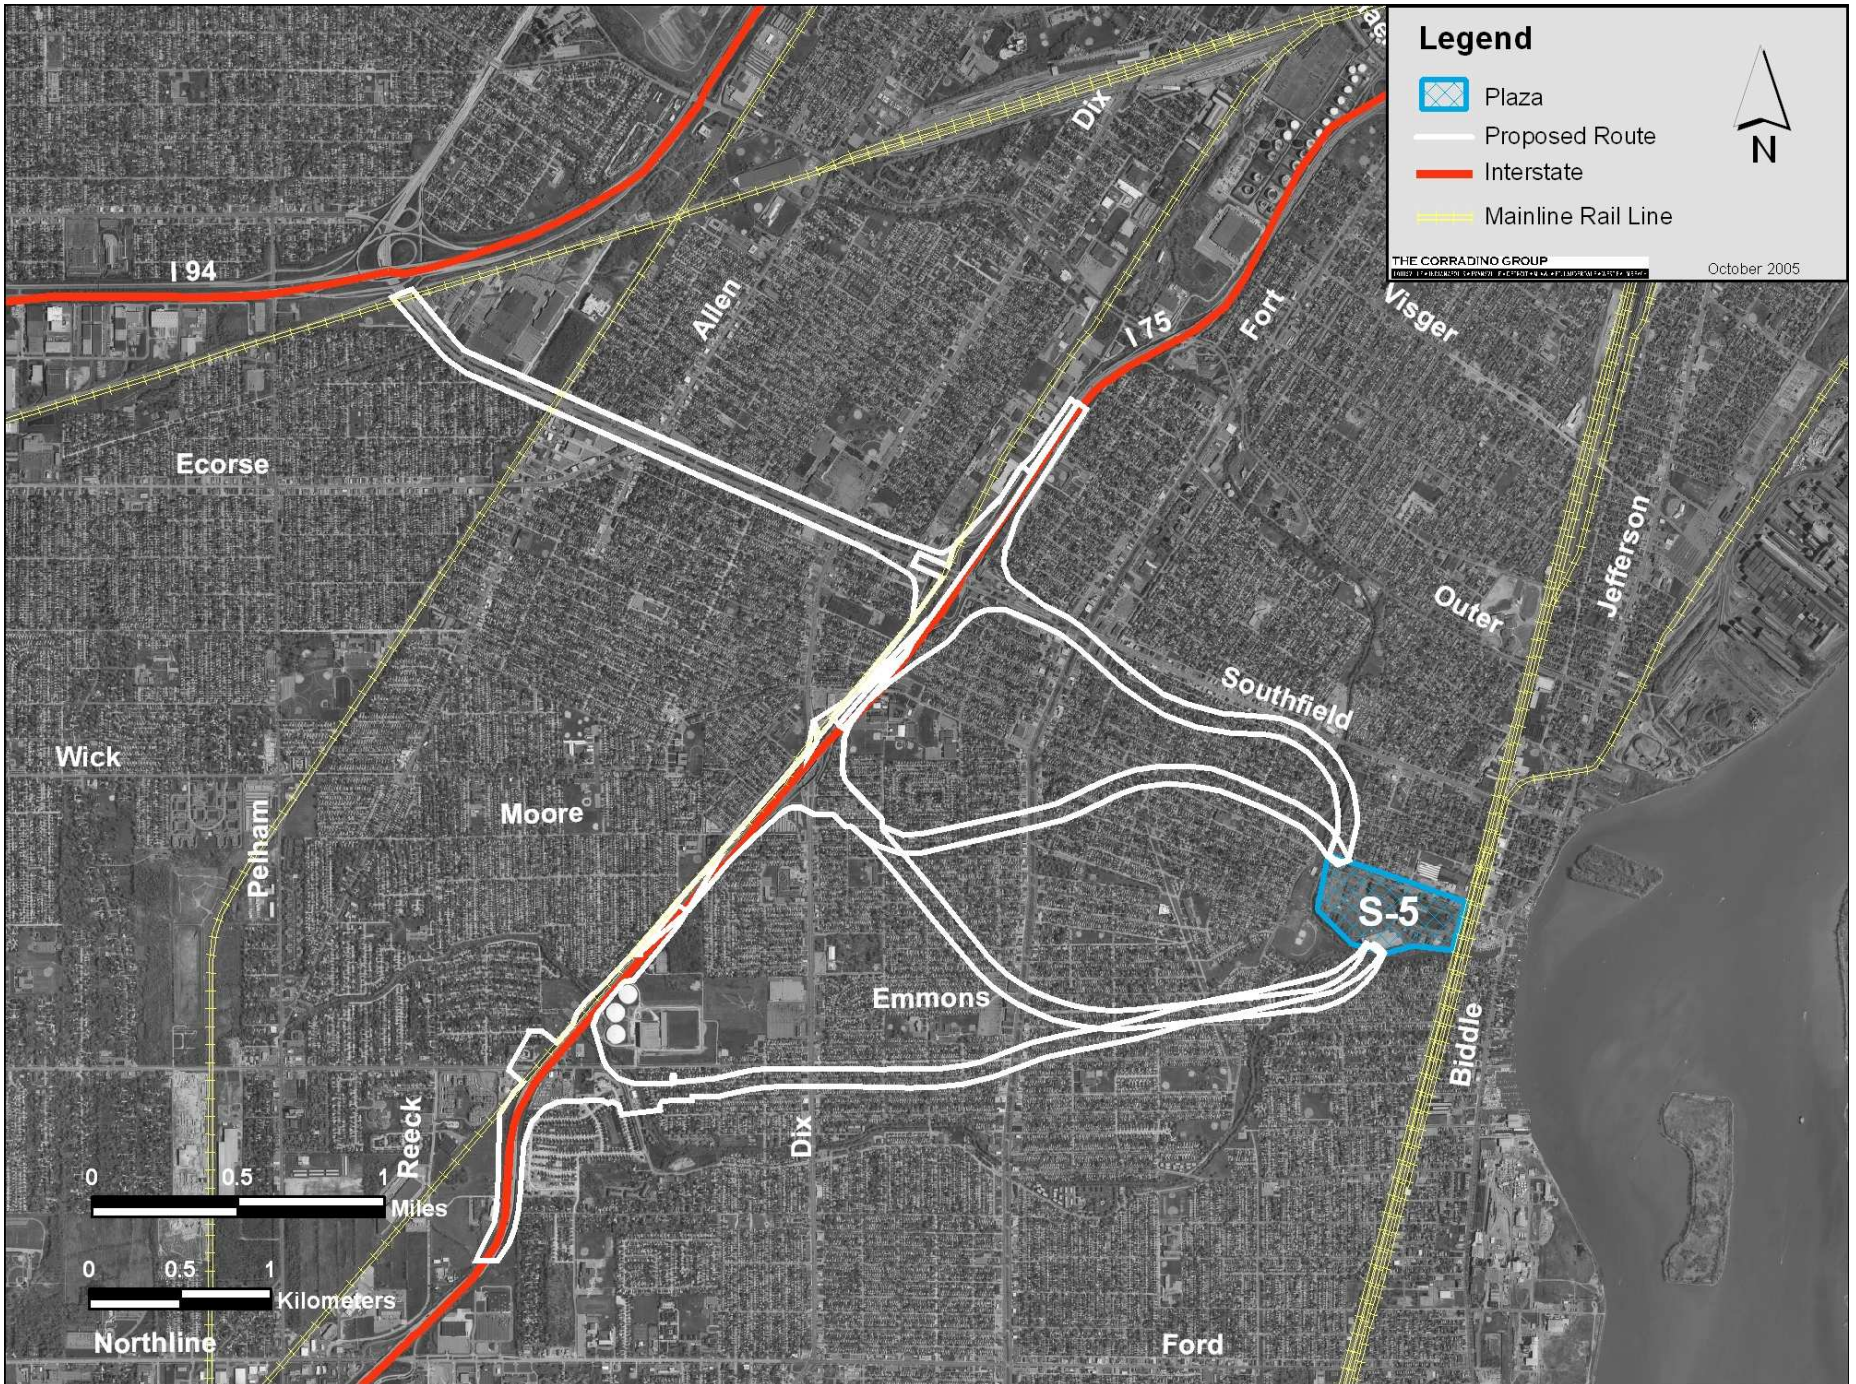 Legend
Plaza
Proposed Route
Interstate
Mainline Rail Line
N
THE CORRADINO GROUP
October 2005
Dix
I 94
Allen
I 75
Fort
Visger
Ecorse
Jefferson
Outer
Southfield
Wick
Moore
Pelham
S-5
Emmons
Biddle
Reeck
Dix
0 0.5 1
Miles
0 0.5 1
Kilometers
Northline
Ford